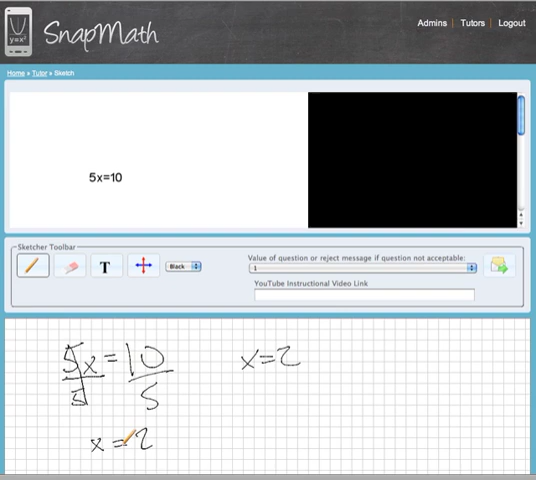 y=x²
SnapMath
Admins | Tutors | Logout
Home » Tutor » Sketch
5x=10
Sketcher Toolbar
T
Black
Value of question or reject message if question not acceptable:
1
YouTube Instructional Video Link
5x = 10
5 5
x = 2
x=2